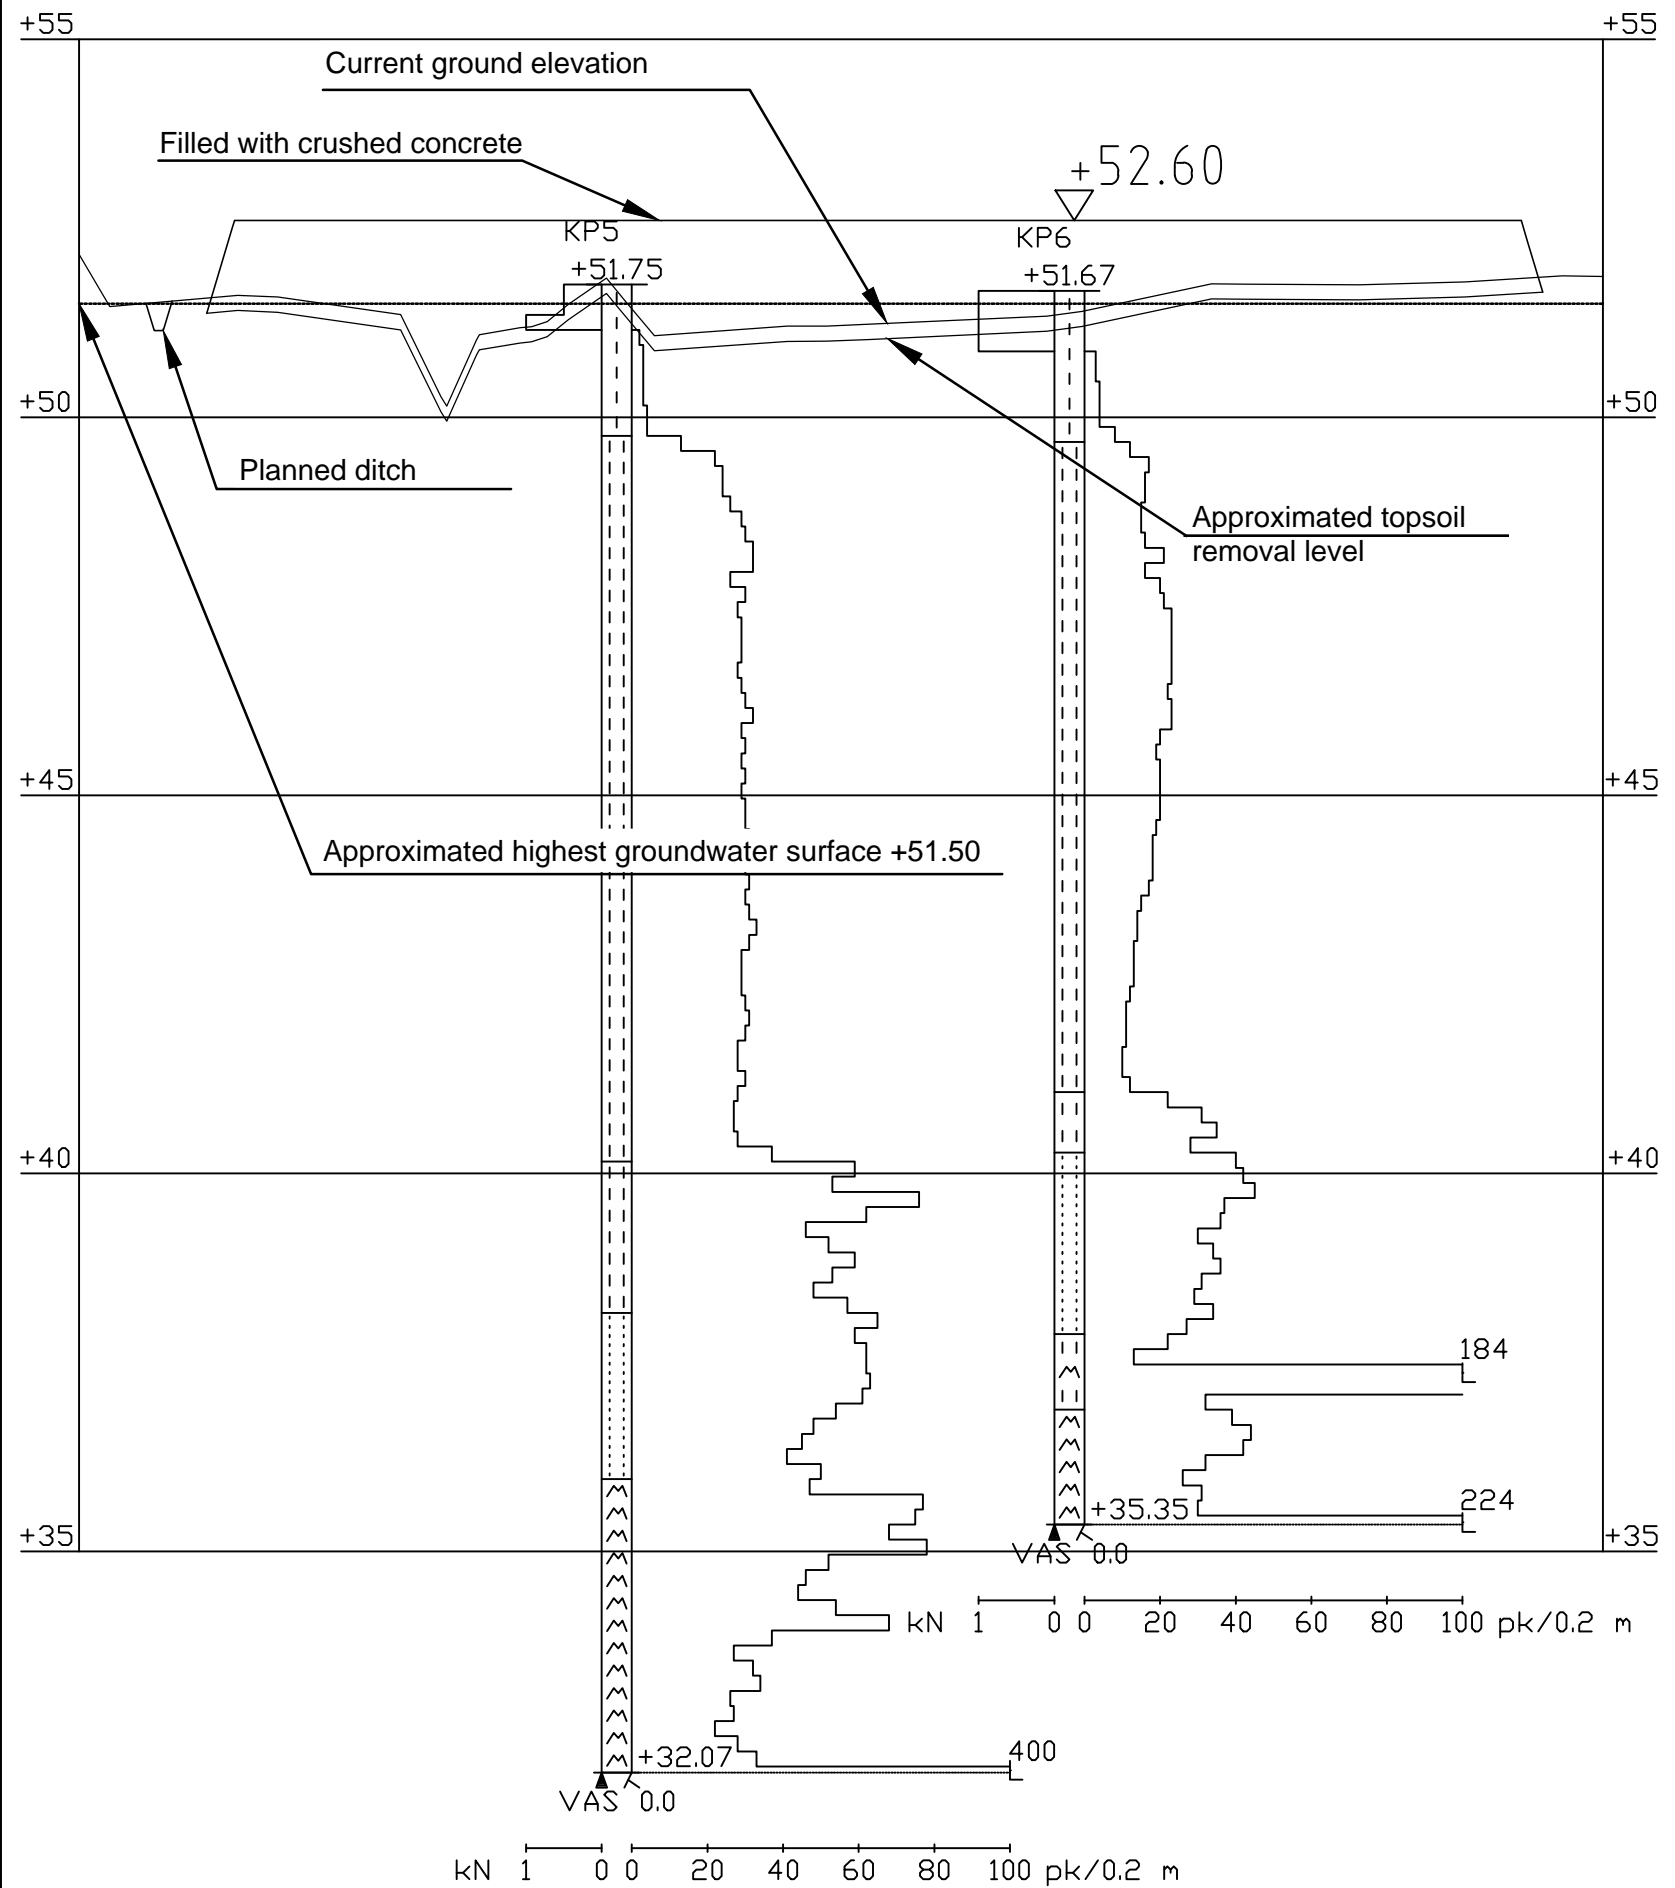 +55
+55
Current ground elevation
Filled with crushed concrete
+52.60
KP5
KP6
+51.75
+51.67
+50
+50
Planned ditch
Approximated topsoil
removal level
+45
+45
Approximated highest groundwater surface +51.50
+40
+40
184
224
+35.35
+35
+35
VAS 0.0
kN 1 0 0 20 40 60 80 100 pk/0.2 m
+32.07
400
VAS 0.0
kN 1 0 0 20 40 60 80 100 pk/0.2 m